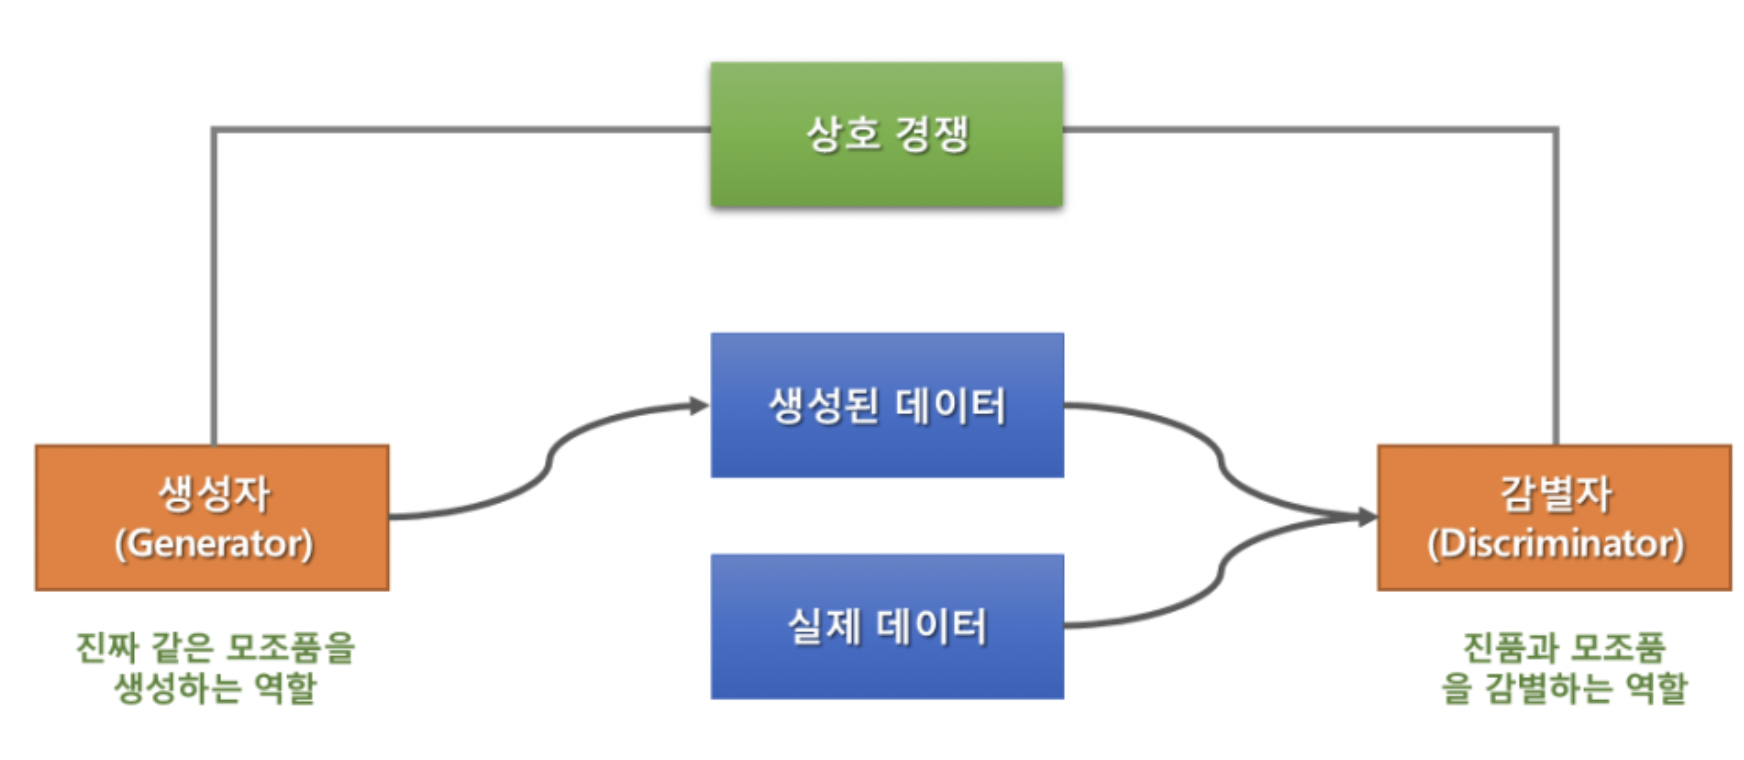 상호 경쟁
생성된 데이터
생성자
(Generator)
감별자
(Discriminator)
실제 데이터
진짜 같은 모조품을
생성하는 역할
진품과 모조품
을 감별하는 역할